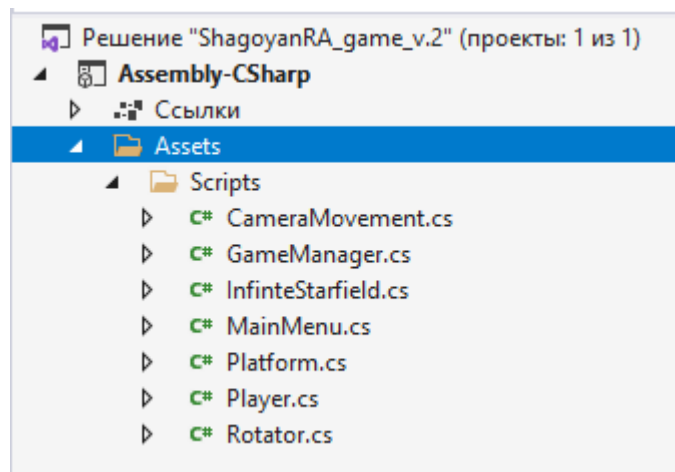 Решение "ShagoyanRA_game_v.2" (проекты: 1 из 1)
Assembly-CSharp
Ссылки
Assets
Scripts
C# CameraMovement.cs
C# GameManager.cs
C# InfinteStarfield.cs
C# MainMenu.cs
C# Platform.cs
C# Player.cs
C# Rotator.cs